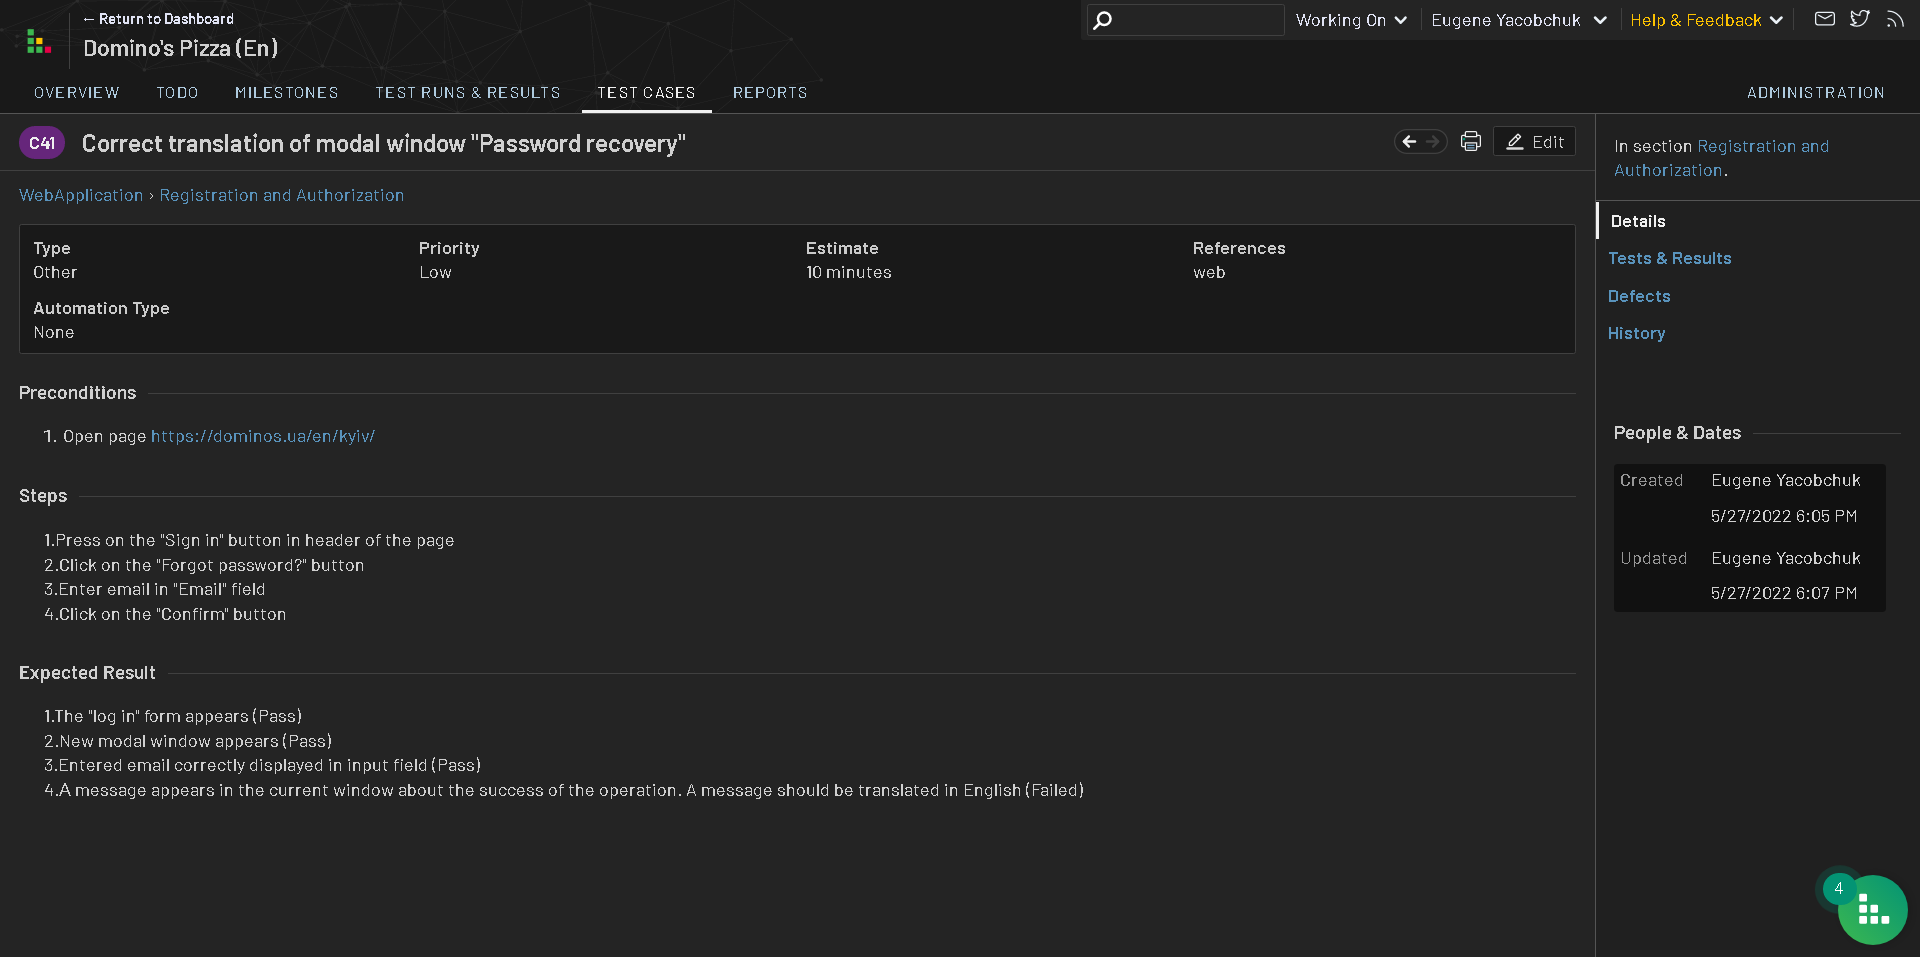 ← Return to Dashboard
Domino's Pizza (En)
Working On
Eugene Yacobchuk
Help & Feedback
OVERVIEW TODO MILESTONES TEST RUNS & RESULTS TEST CASES REPORTS ADMINISTRATION
C41 Correct translation of modal window "Password recovery"
Edit
WebApplication › Registration and Authorization
Type Priority Estimate References
Other Low 10 minutes web
Automation Type
None
Preconditions
1. Open page https://dominos.ua/en/kyiv/
Steps
1.Press on the "Sign in" button in header of the page
2.Click on the "Forgot password?" button
3.Enter email in "Email" field
4.Click on the "Confirm" button
Expected Result
1.The "log in" form appears (Pass)
2.New modal window appears (Pass)
3.Entered email correctly displayed in input field (Pass)
4.A message appears in the current window about the success of the operation. A message should be translated in English (Failed)
In section Registration and
Authorization.
Details
Tests & Results
Defects
History
People & Dates
Created Eugene Yacobchuk
5/27/2022 6:05 PM
Updated Eugene Yacobchuk
5/27/2022 6:07 PM
4